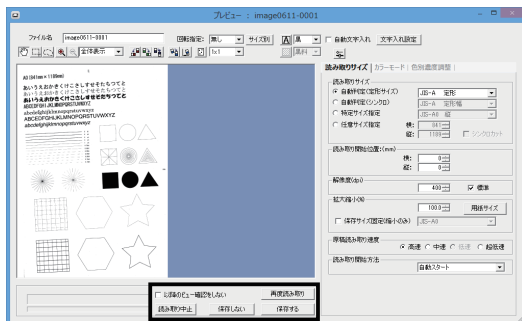 プレビュー : image0611-0001
ファイル名 image0611-0001 回転指定: 無し サイズ別 A 黒 自動文字入れ 文字入れ設定
全体表示 1x1 黒料
A0 (841mm × 1189mm)
あいうえおかきくけこさしすせそたちつてと
あいうえおかきくけこさしすせそたちつてと
あいうえおかきくけこさしすせそたちつてと
ABCDEFGHIJKLMNOPQRSTUVWXYZ
ABCDEFGHIJKLMNOPQRSTUVWXYZ
abcdefghijklmnopqrstuvwxyz
読み取りサイズ カラーモード 色別濃度調整
読み取りサイズ
自動判定(定形サイズ) JIS-A 定形
自動判定(シンクロ) JIS-A 定形幅
特定サイズ指定 JIS-A0 縦
任意サイズ指定 横: 841
縦: 1189 シンクロカット
読み取り開始位置:(mm)
横: 0
縦: 0
解像度(dpi)
400 標準
拡大縮小(%)
100.0 用紙サイズ
保存サイズ固定(縮小のみ) JIS-A0
原稿読み取り速度
高速 中速 低速 超低速
読み取り開始方法
自動スタート
以降のビュー確認をしない 再度読み取り
読み取り中止 保存しない 保存する